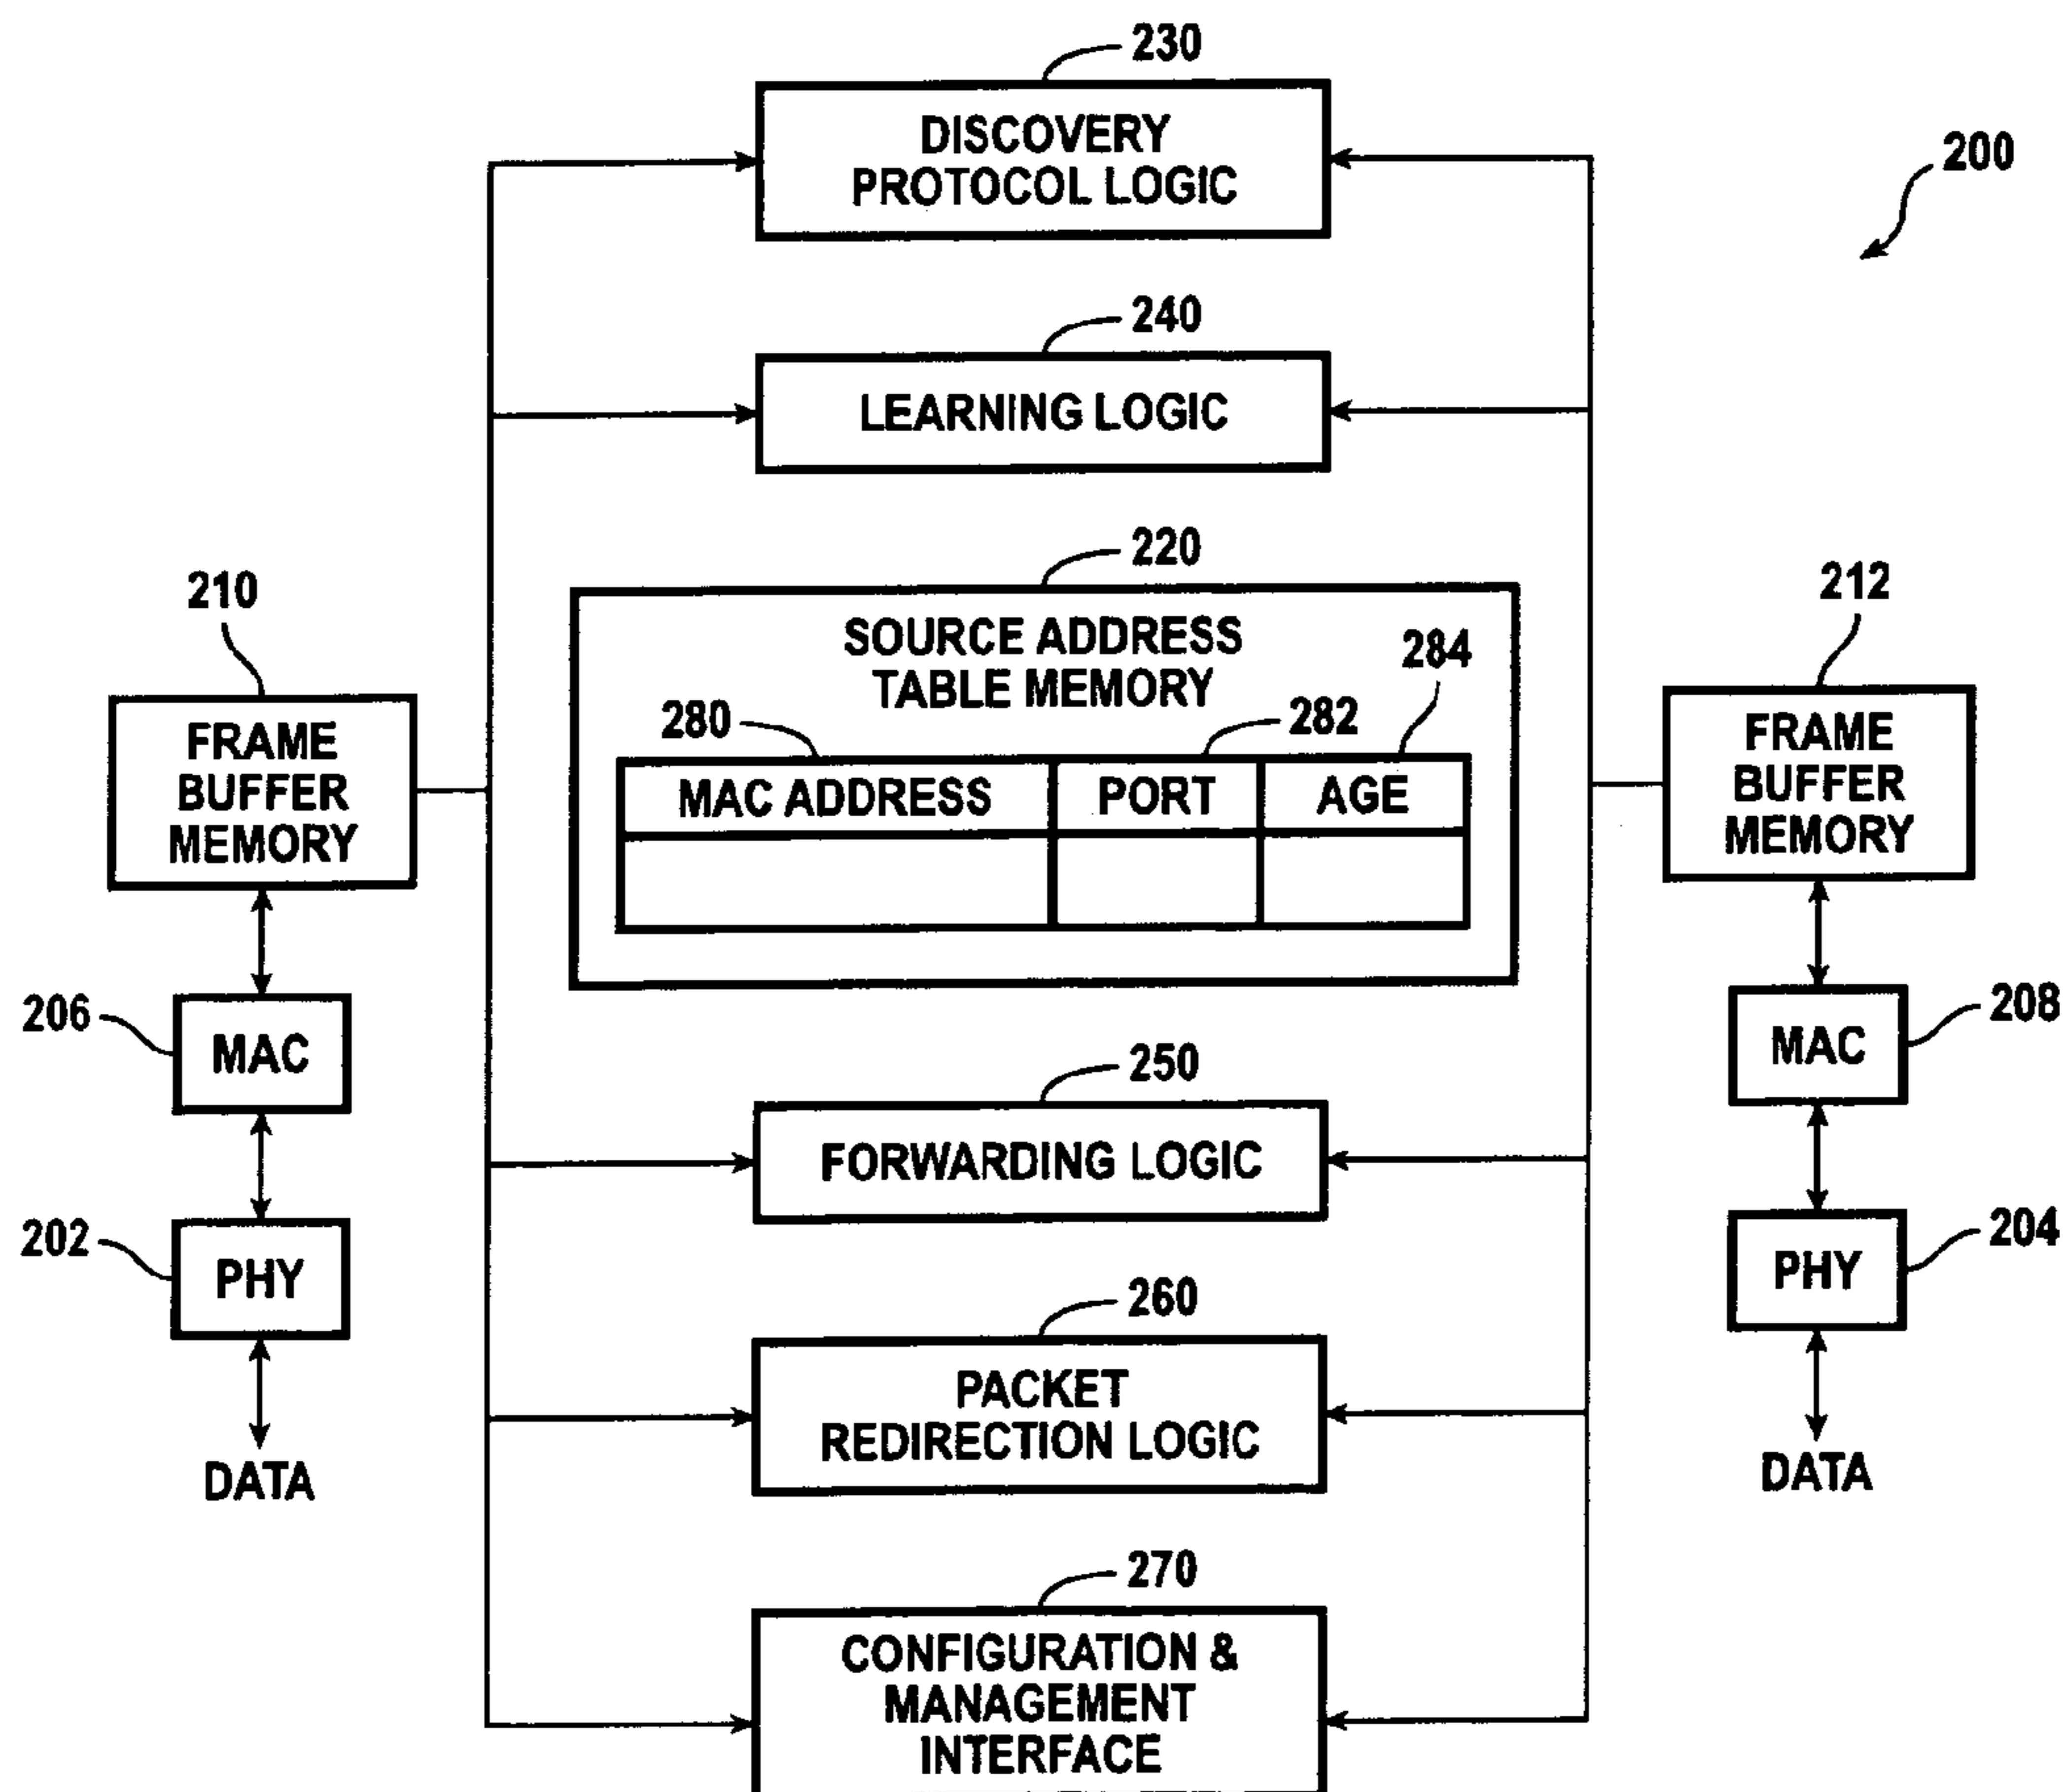 230
DISCOVERY
PROTOCOL LOGIC
200
240
LEARNING LOGIC
220
SOURCE ADDRESS
TABLE MEMORY
284
280
282
MAC ADDRESS
PORT
AGE
210
FRAME
BUFFER
MEMORY
212
FRAME
BUFFER
MEMORY
206
MAC
208
MAC
250
FORWARDING LOGIC
202
PHY
204
PHY
260
PACKET
REDIRECTION LOGIC
DATA
DATA
270
CONFIGURATION &
MANAGEMENT
INTERFACE